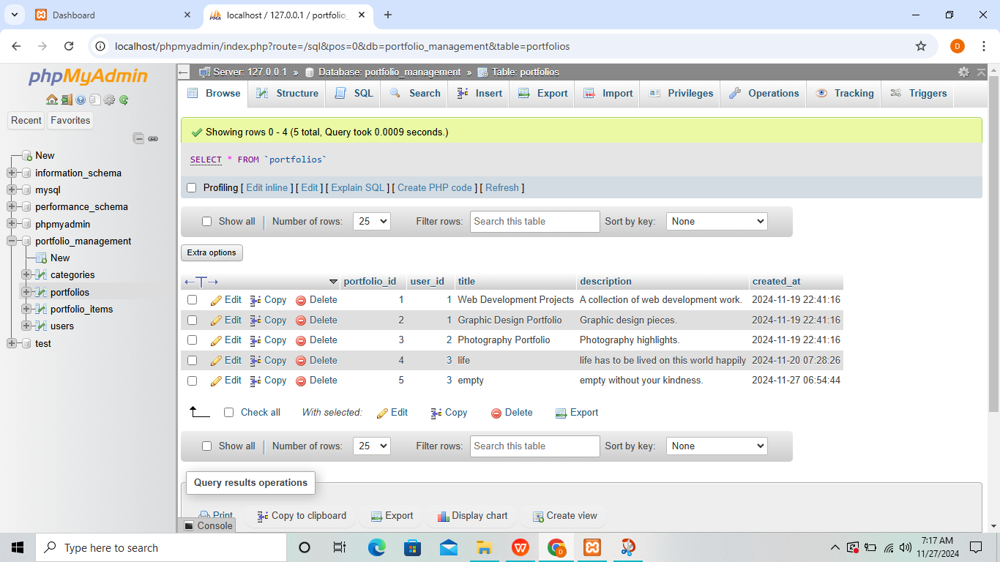 Dashboard
localhost / 127.0.0.1 / portfolio_
localhost/phpmyadmin/index.php?route=/sql&pos=0&db=portfolio_management&table=portfolios
D
phpMyAdmin
Recent Favorites
New
information_schema
mysql
performance_schema
phpmyadmin
portfolio_management
New
categories
portfolios
portfolio_items
users
test
Server: 127.0.0.1 » Database: portfolio_management » Table: portfolios
Browse Structure SQL Search Insert Export Import Privileges Operations Tracking Triggers
Showing rows 0 - 4 (5 total, Query took 0.0009 seconds.)
SELECT * FROM `portfolios`
Profiling [ Edit inline ] [ Edit ] [ Explain SQL ] [ Create PHP code ] [ Refresh ]
Show all Number of rows: 25 Filter rows: Search this table Sort by key: None
Extra options
portfolio_id user_id title description created_at
Edit Copy Delete 1 1 Web Development Projects A collection of web development work. 2024-11-19 22:41:16
Edit Copy Delete 2 1 Graphic Design Portfolio Graphic design pieces. 2024-11-19 22:41:16
Edit Copy Delete 3 2 Photography Portfolio Photography highlights. 2024-11-19 22:41:16
Edit Copy Delete 4 3 life life has to be lived on this world happily 2024-11-20 07:28:26
Edit Copy Delete 5 3 empty empty without your kindness. 2024-11-27 06:54:44
Check all With selected: Edit Copy Delete Export
Show all Number of rows: 25 Filter rows: Search this table Sort by key: None
Query results operations
Print Copy to clipboard Export Display chart Create view
Console
Type here to search
7:17 AM
11/27/2024